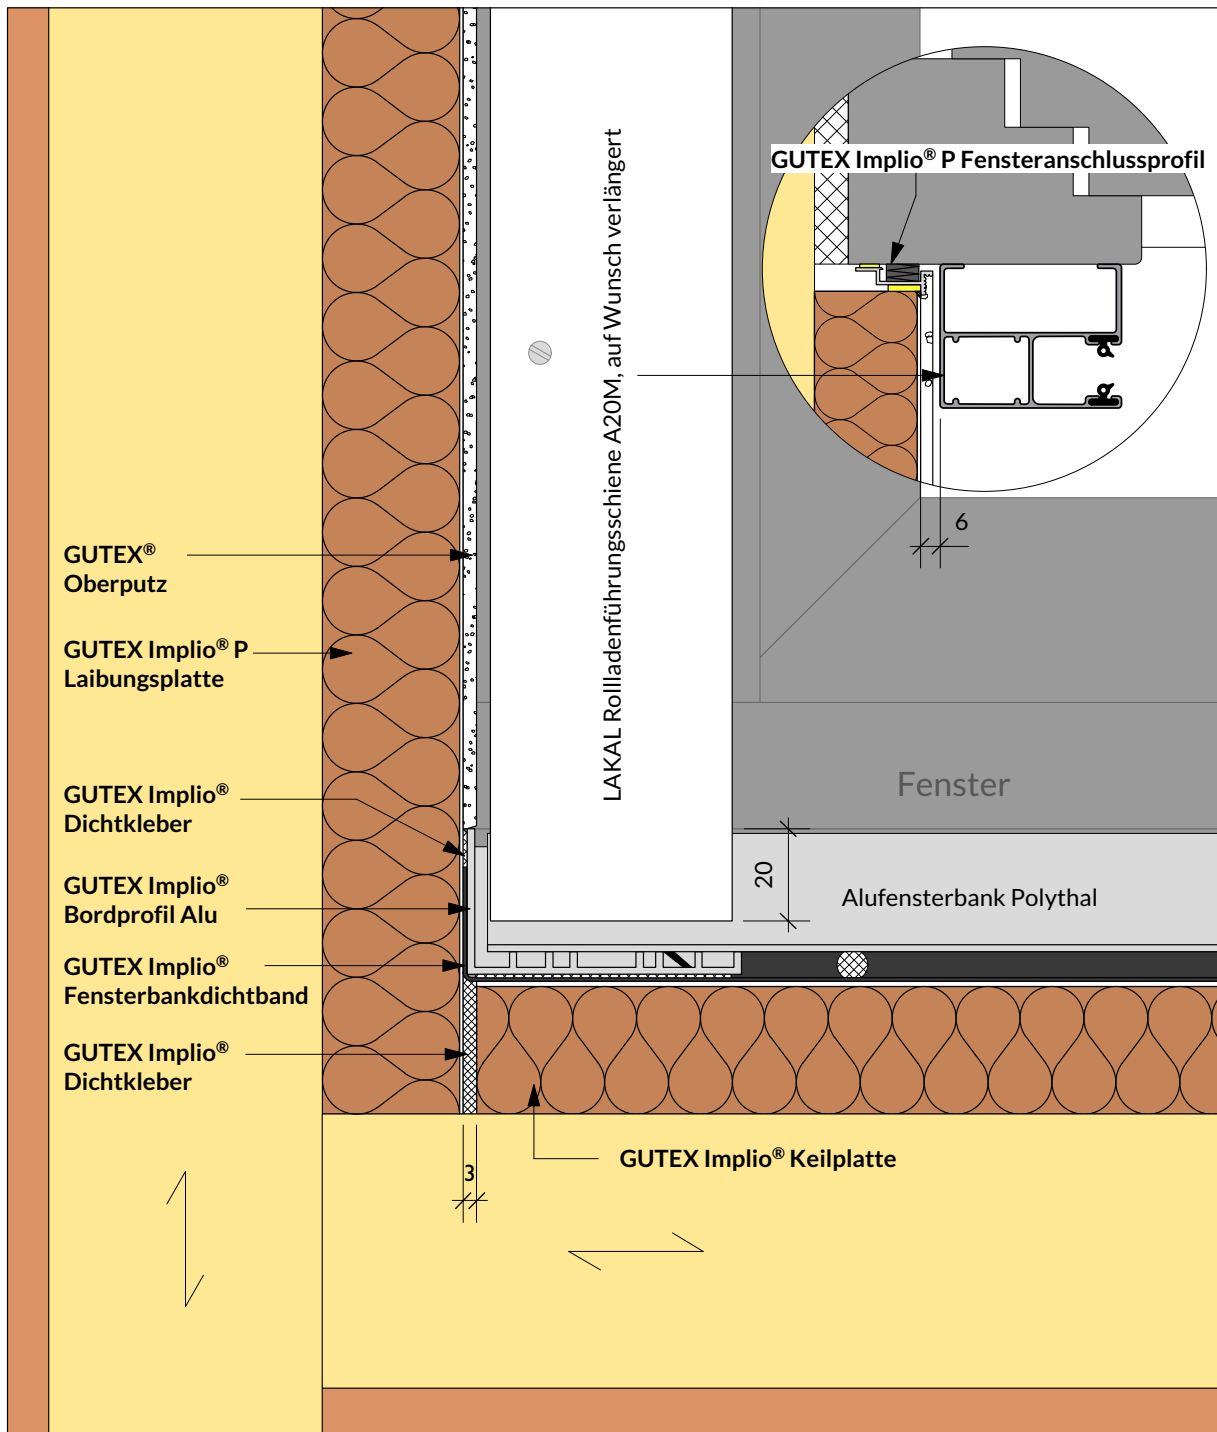 GUTEX Implio® P Fensteranschlussprofil
LAKAL Rollladenführungsschiene A20M, auf Wunsch verlängert
6
GUTEX®
Oberputz
GUTEX Implio® P
Laibungsplatte
Fenster
GUTEX Implio®
Dichtkleber
20
Alufensterbank Polythal
GUTEX Implio®
Bordprofil Alu
GUTEX Implio®
Fensterbankdichtband
GUTEX Implio®
Dichtkleber
GUTEX Implio® Keilplatte
3